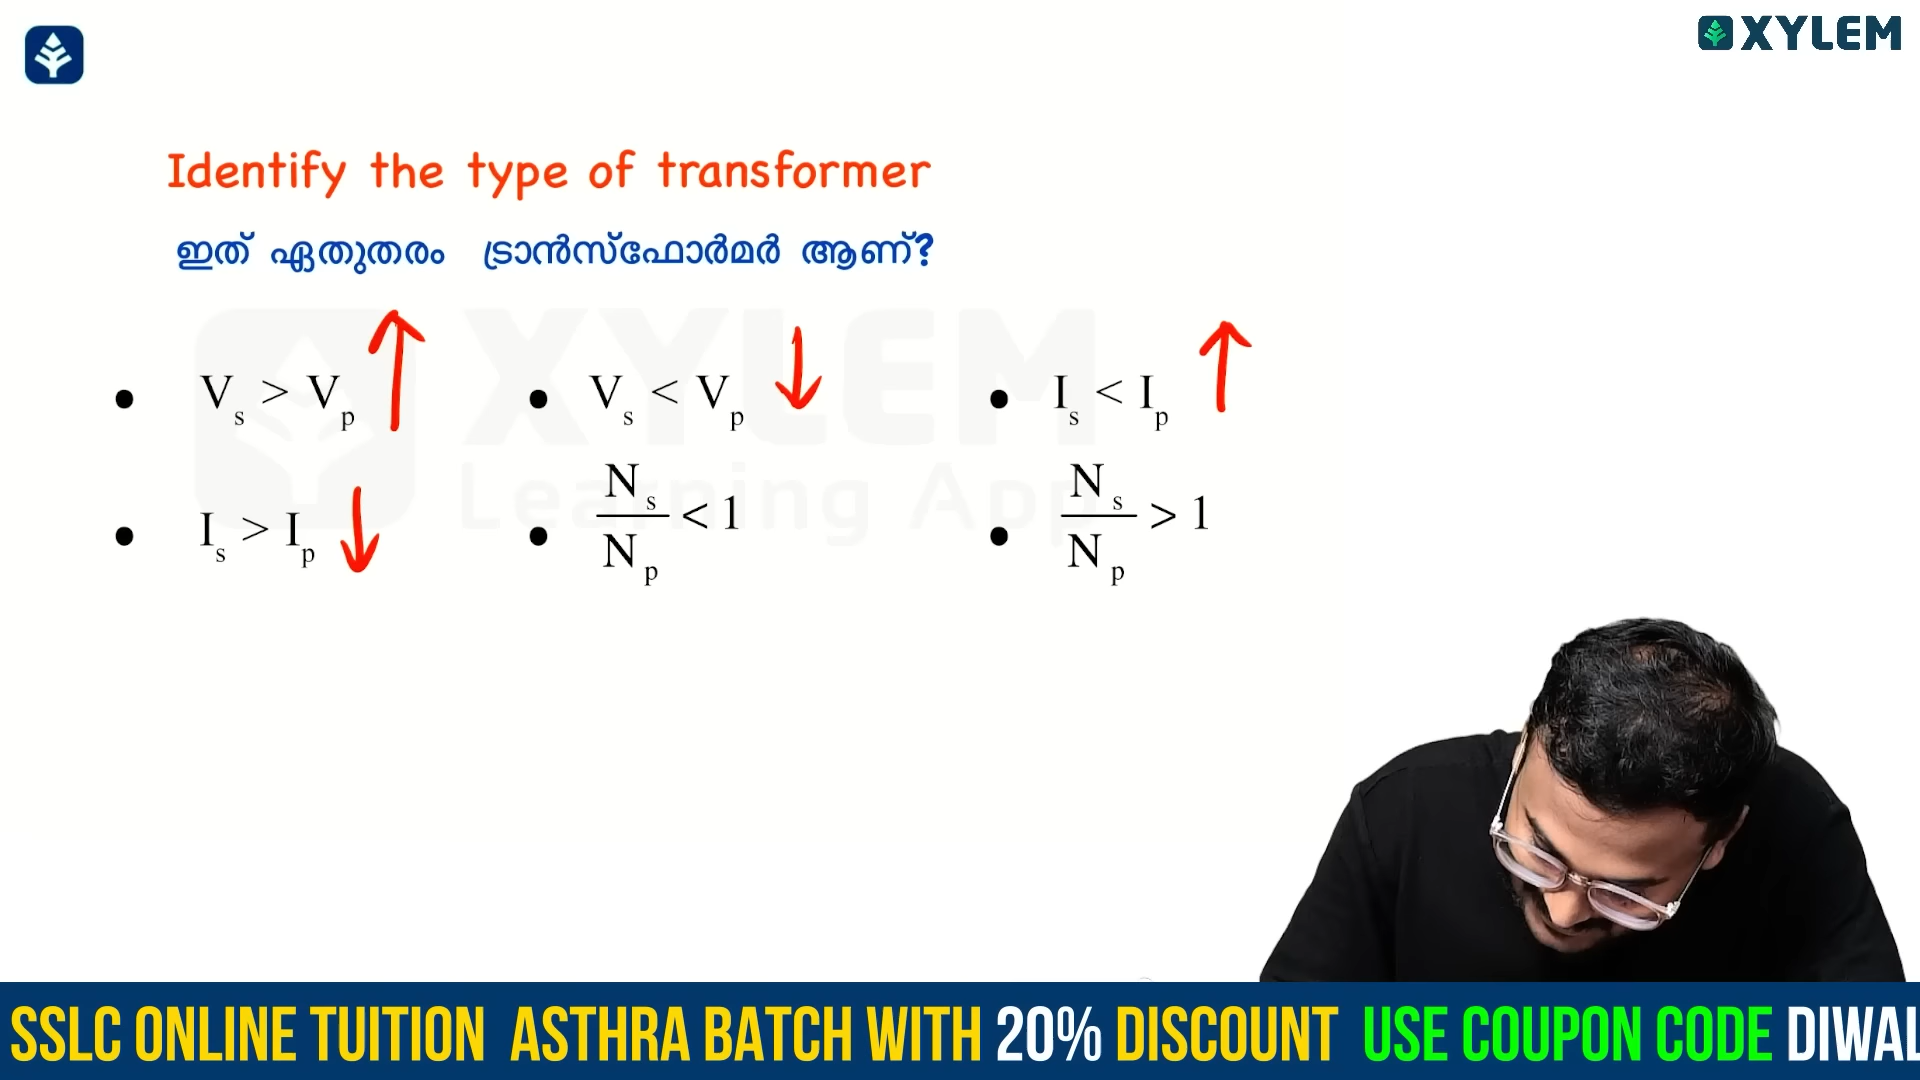 XYLEM
Identify the type of transformer
ഇത് ഏതുതരം ട്രാൻസ്ഫോർമർ ആണ്?
XYLEM
Learning App
• Vs > Vp ↑ • Vs < Vp ↓ • Is < Ip ↑
• Is > Ip ↓ • Ns/Np < 1 • Ns/Np > 1
SSLC ONLINE TUITION ASTHRA BATCH WITH 20% DISCOUNT USE COUPON CODE DIWAL